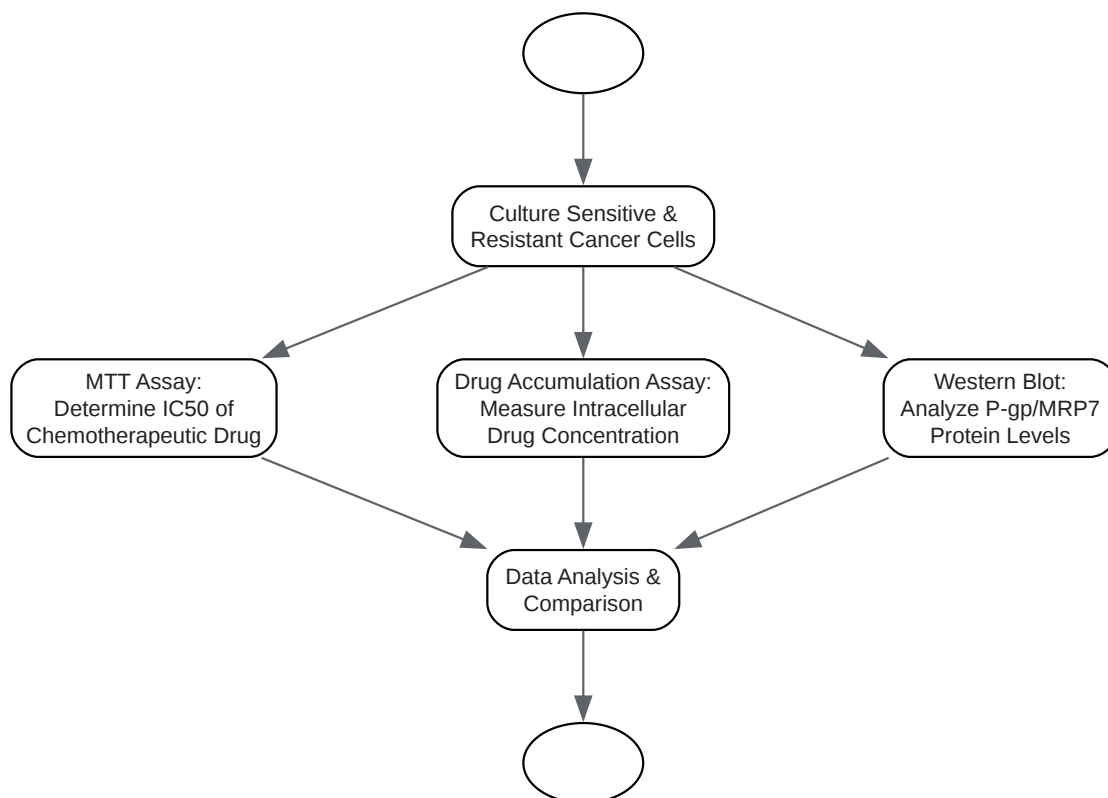 Culture Sensitive &
Resistant Cancer Cells
MTT Assay:
Determine IC50 of
Chemotherapeutic Drug
Drug Accumulation Assay:
Measure Intracellular
Drug Concentration
Western Blot:
Analyze P-gp/MRP7
Protein Levels
Data Analysis &
Comparison